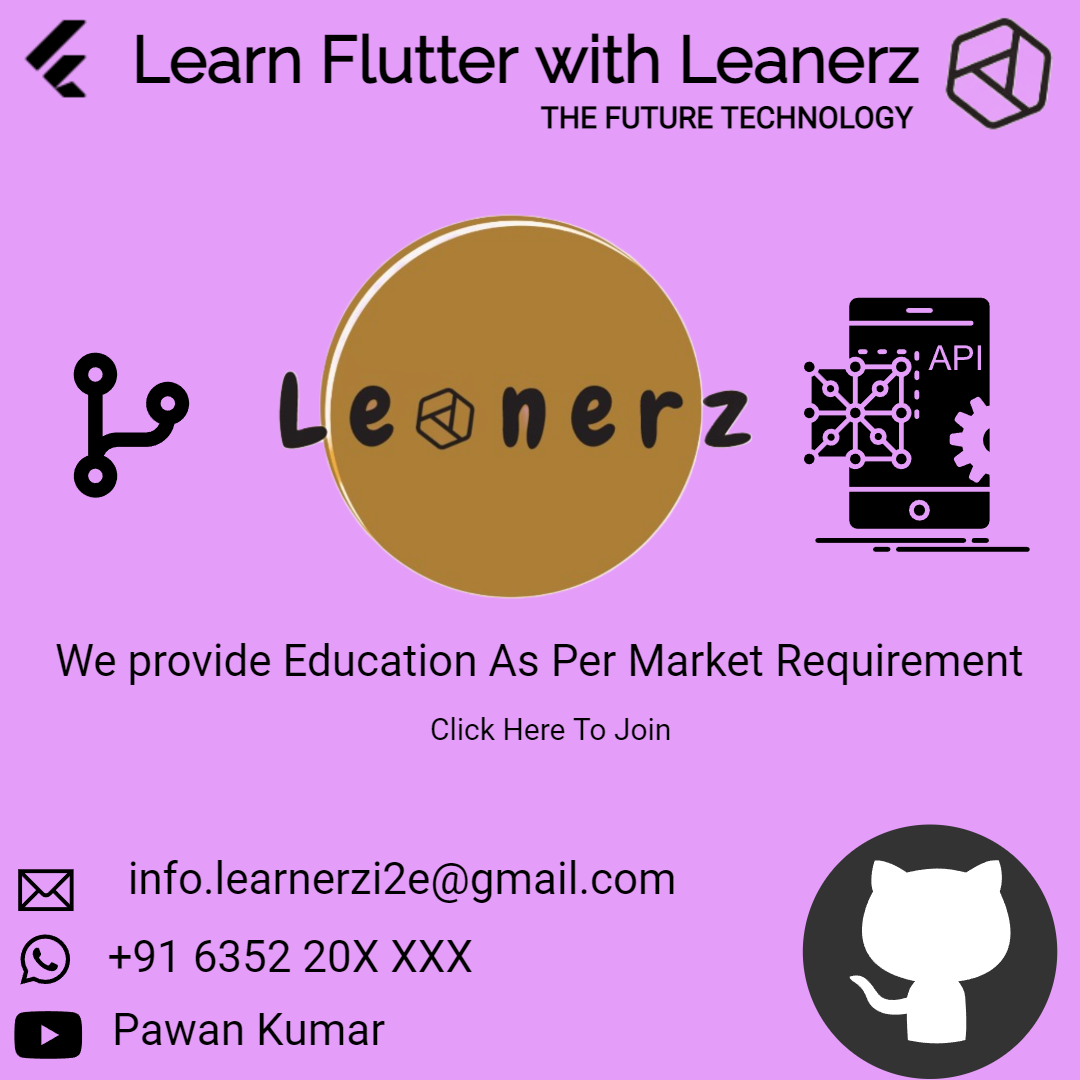 Learn Flutter with Leanerz
THE FUTURE TECHNOLOGY
Leanerz
API
We provide Education As Per Market Requirement
Click Here To Join
info.learnerzi2e@gmail.com
+91 6352 20X XXX
Pawan Kumar